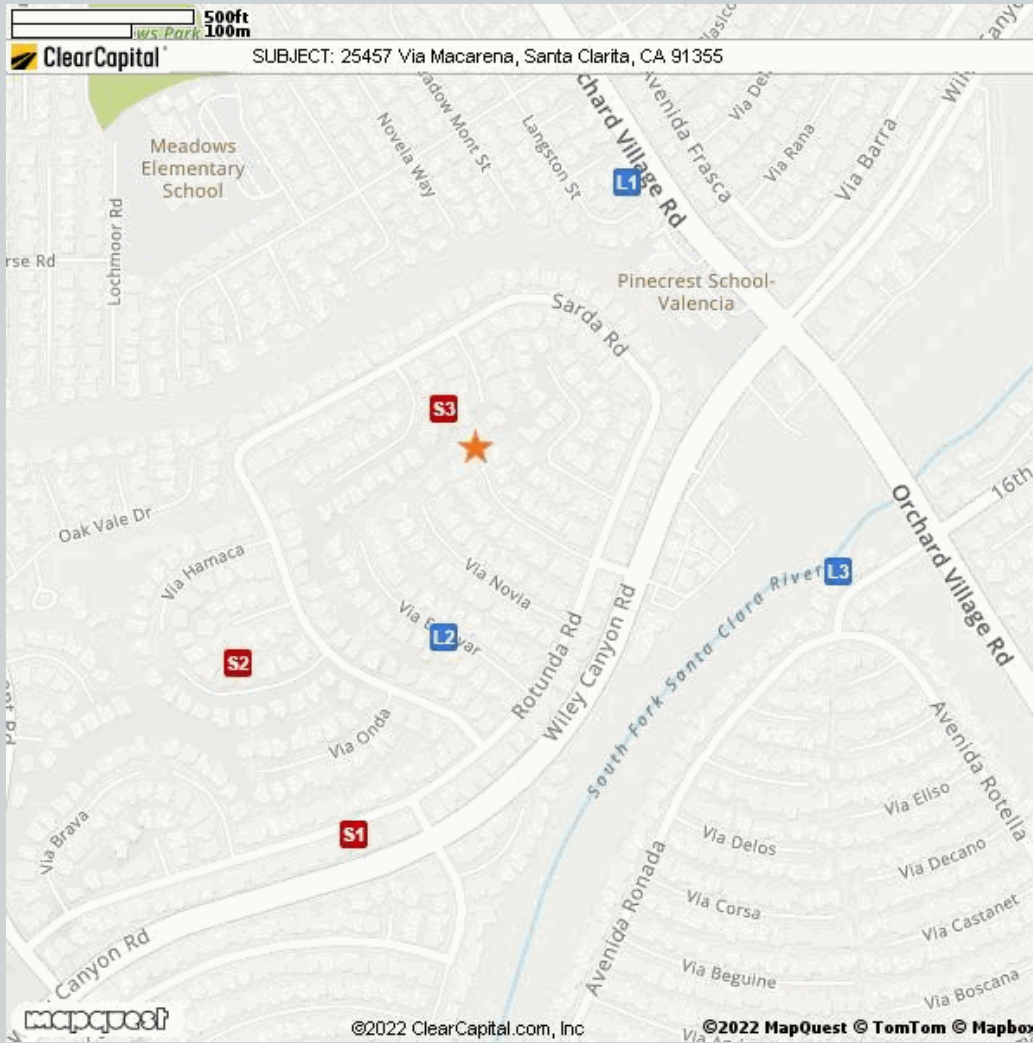 500ft
ws Park 100m
ClearCapital
SUBJECT: 25457 Via Macarena, Santa Clarita, CA 91355
Meadows
Elementary
School
Novela Way
adow Mont St
Langston St
L1
chard Village Rd
Avenida Frasca
Via Del
Via Rana
Via Barra
Lochmoor Rd
rse Rd
Pinecrest School-
Valencia
Sarda Rd
S3
Orchard Village Rd
16th
Oak Vale Dr
Via Hamaca
Via Novia
L3
South Fork Santa Clara River
L2
S2
Rotunda Rd
Wiley Canyon Rd
Via Onda
Avenida Rotella
Via Eliso
Via Brava
S1
Via Delos
Via Decano
Avenida Ronada
Via Corsa
Via Castanet
Canyon Rd
Via Beguine
Via Boscana
mapquest
©2022 ClearCapital.com, Inc
©2022 MapQuest © TomTom © Mapbox